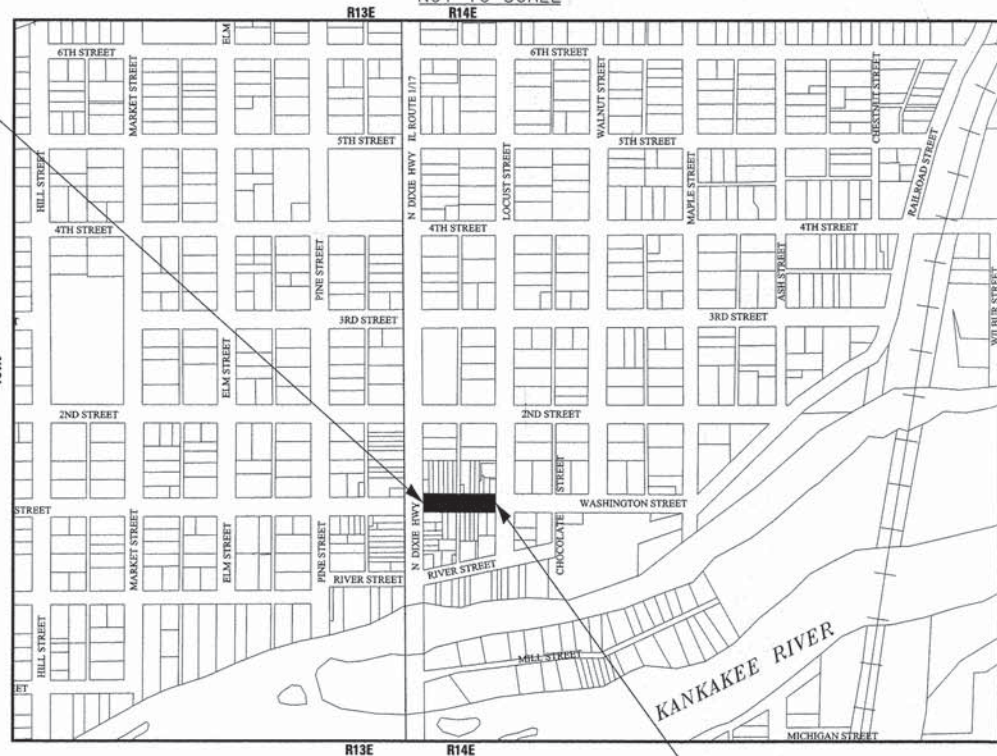 R13E R14E
6TH STREET
ELM
6TH STREET
MARKET STREET
IL ROUTE 1/17
WALNUT STREET
CHESTNUT STREET
5TH STREET
5TH STREET
HILL STREET
N DIXIE HWY
LOCUST STREET
MAPLE STREET
RAILROAD STREET
4TH STREET
4TH STREET
4TH STREET
PINE STREET
ASH STREET
WILBUR STREET
3RD STREET
3RD STREET
ELM STREET
2ND STREET
2ND STREET
STREET
STREET
WASHINGTON STREET
MARKET STREET
ELM STREET
PINE STREET
N DIXIE HWY
CHOCOLATE
RIVER STREET
RIVER STREET
HILL STREET
MILL STREET
KANKAKEE RIVER
MICHIGAN STREET
R13E R14E